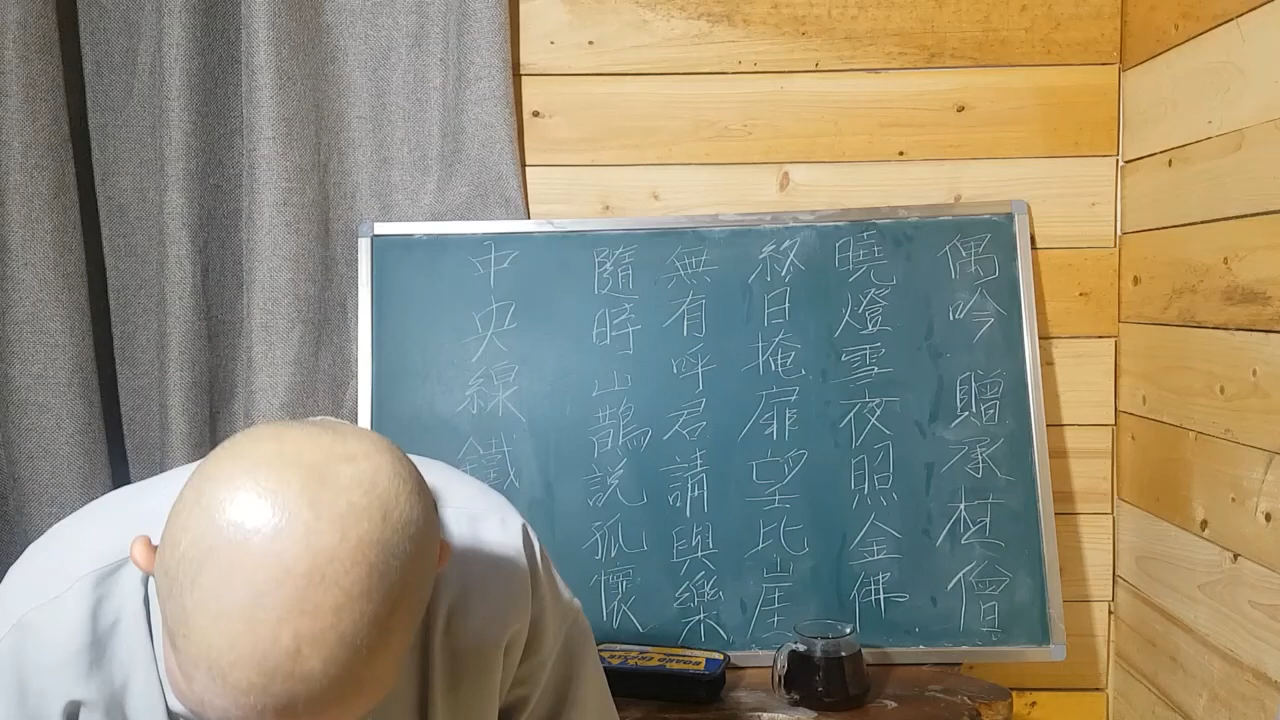 偶吟 贈承植僧
曉燈雪夜照金佛
終日掩扉望北崖
無有呼君請與樂
隨時山鵲說孤懷
中央線鐵
BOARD ERASER